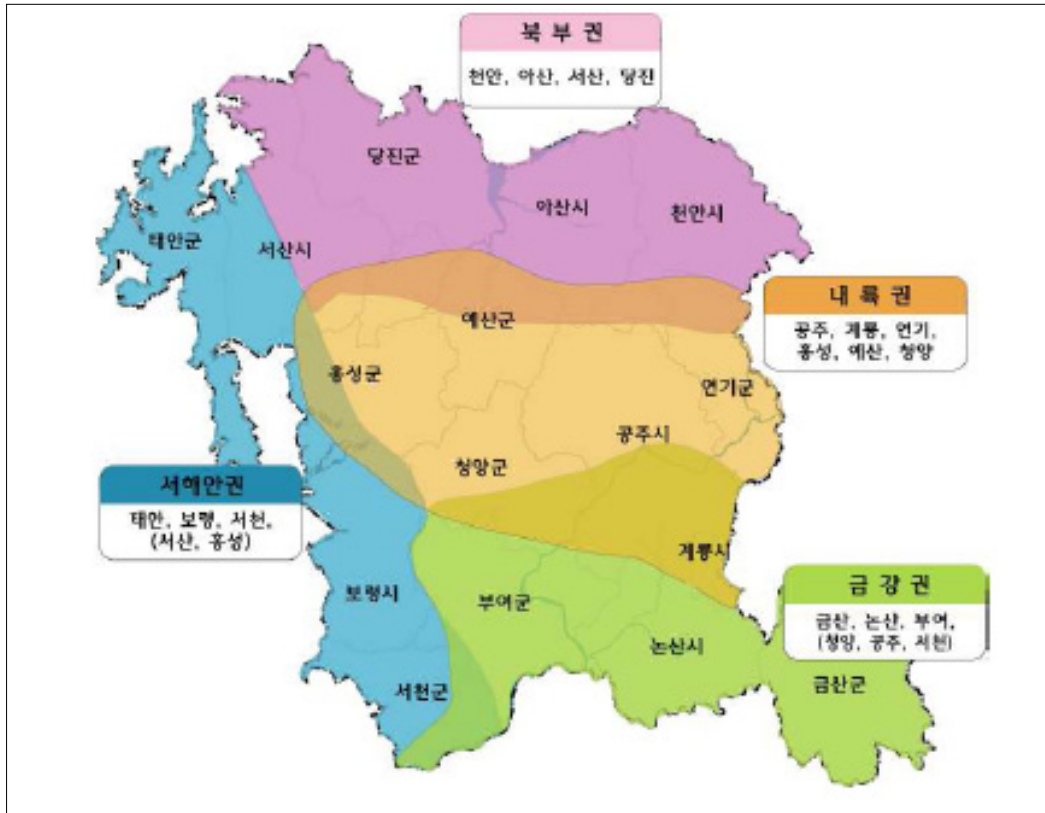 북부권
천안, 아산, 서산, 당진
당진군
아산시
천안시
태안군
서산시
내륙권
공주, 계룡, 연기,
홍성, 예산, 청양
예산군
홍성군
연기군
공주시
청양군
서해안권
태안, 보령, 서천,
(서산, 홍성)
계룡시
보령시
부여군
금강권
금산, 논산, 부여,
(청양, 공주, 서천)
논산시
서천군
금산군